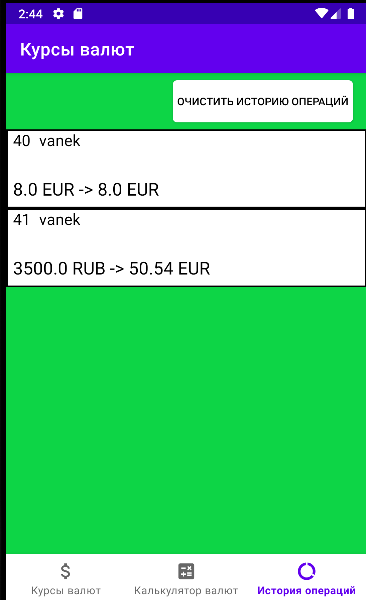 2:44
Курсы валют
ОЧИСТИТЬ ИСТОРИЮ ОПЕРАЦИЙ
40 vanek
8.0 EUR -> 8.0 EUR
41 vanek
3500.0 RUB -> 50.54 EUR
Курсы валют Калькулятор валют История операций